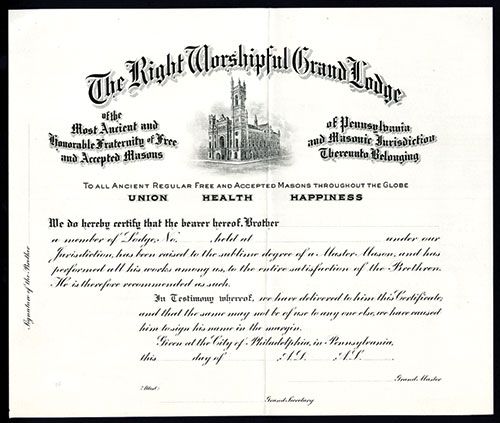 The Right Worshipful Grand Lodge
of the
Most Ancient and
Honorable Fraternity of Free
and Accepted Masons
of Pennsylvania
and Masonic Jurisdiction
Thereunto Belonging
TO ALL ANCIENT REGULAR FREE AND ACCEPTED MASONS THROUGHOUT THE GLOBE
UNION HEALTH HAPPINESS
We do hereby certify that the bearer hereof, Brother
a member of Lodge, No. held at under our
Jurisdiction, has been raised to the sublime degree of a Master Mason, and has
performed all his works among us, to the entire satisfaction of the Brethren.
He is therefore recommended as such.
In Testimony whereof, we have delivered to him this Certificate,
and that the same may not be of use to any one else, we have caused
him to sign his name in the margin.
Given at the City of Philadelphia, in Pennsylvania,
this day of A.D. A.L.
Grand Master
Attest
Grand Secretary
Signature of the Brother